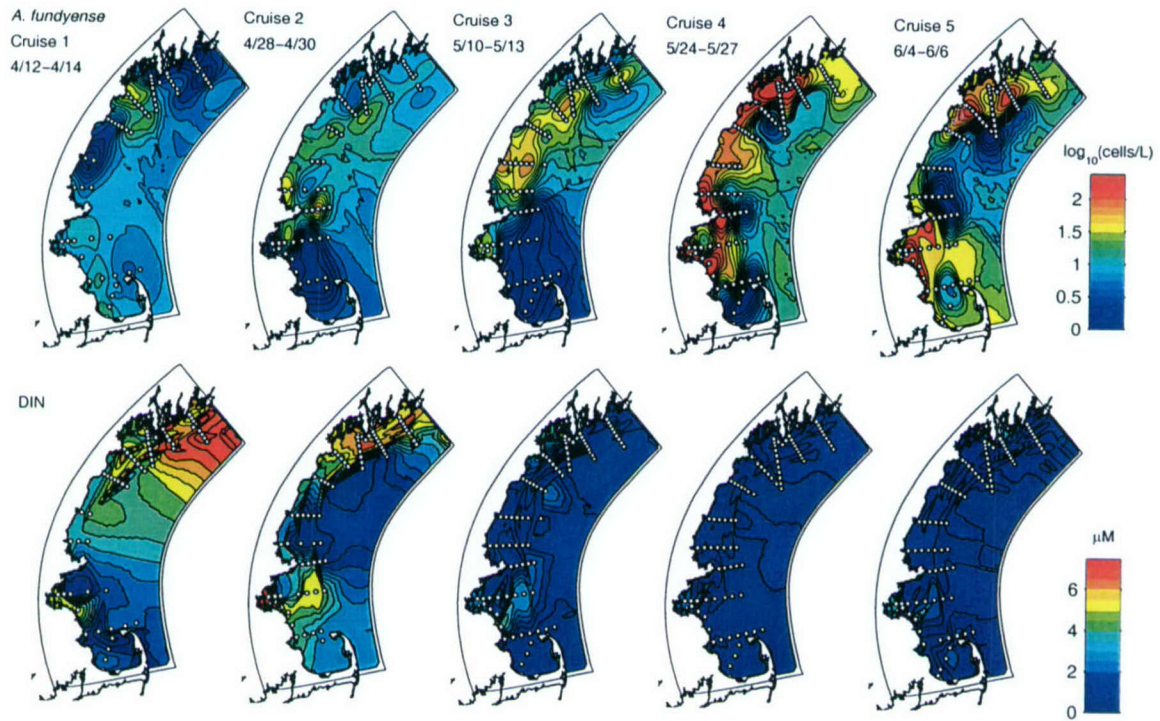 A. fundyense
Cruise 1
4/12–4/14
Cruise 2
4/28–4/30
Cruise 3
5/10–5/13
Cruise 4
5/24–5/27
Cruise 5
6/4–6/6
log10(cells/L)
2
1.5
1
0.5
0
DIN
μM
6
4
2
0